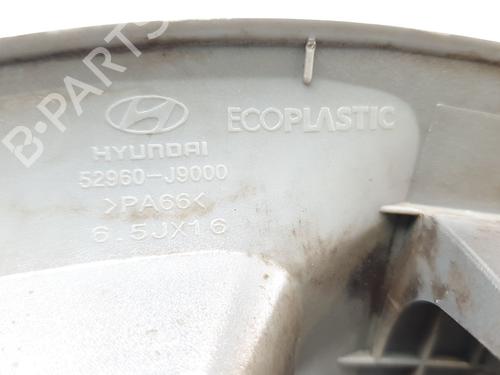 B-PARTS
ECOPLASTIC
HYUNDAI
52960-J9000
>PA66<
6.5JX16